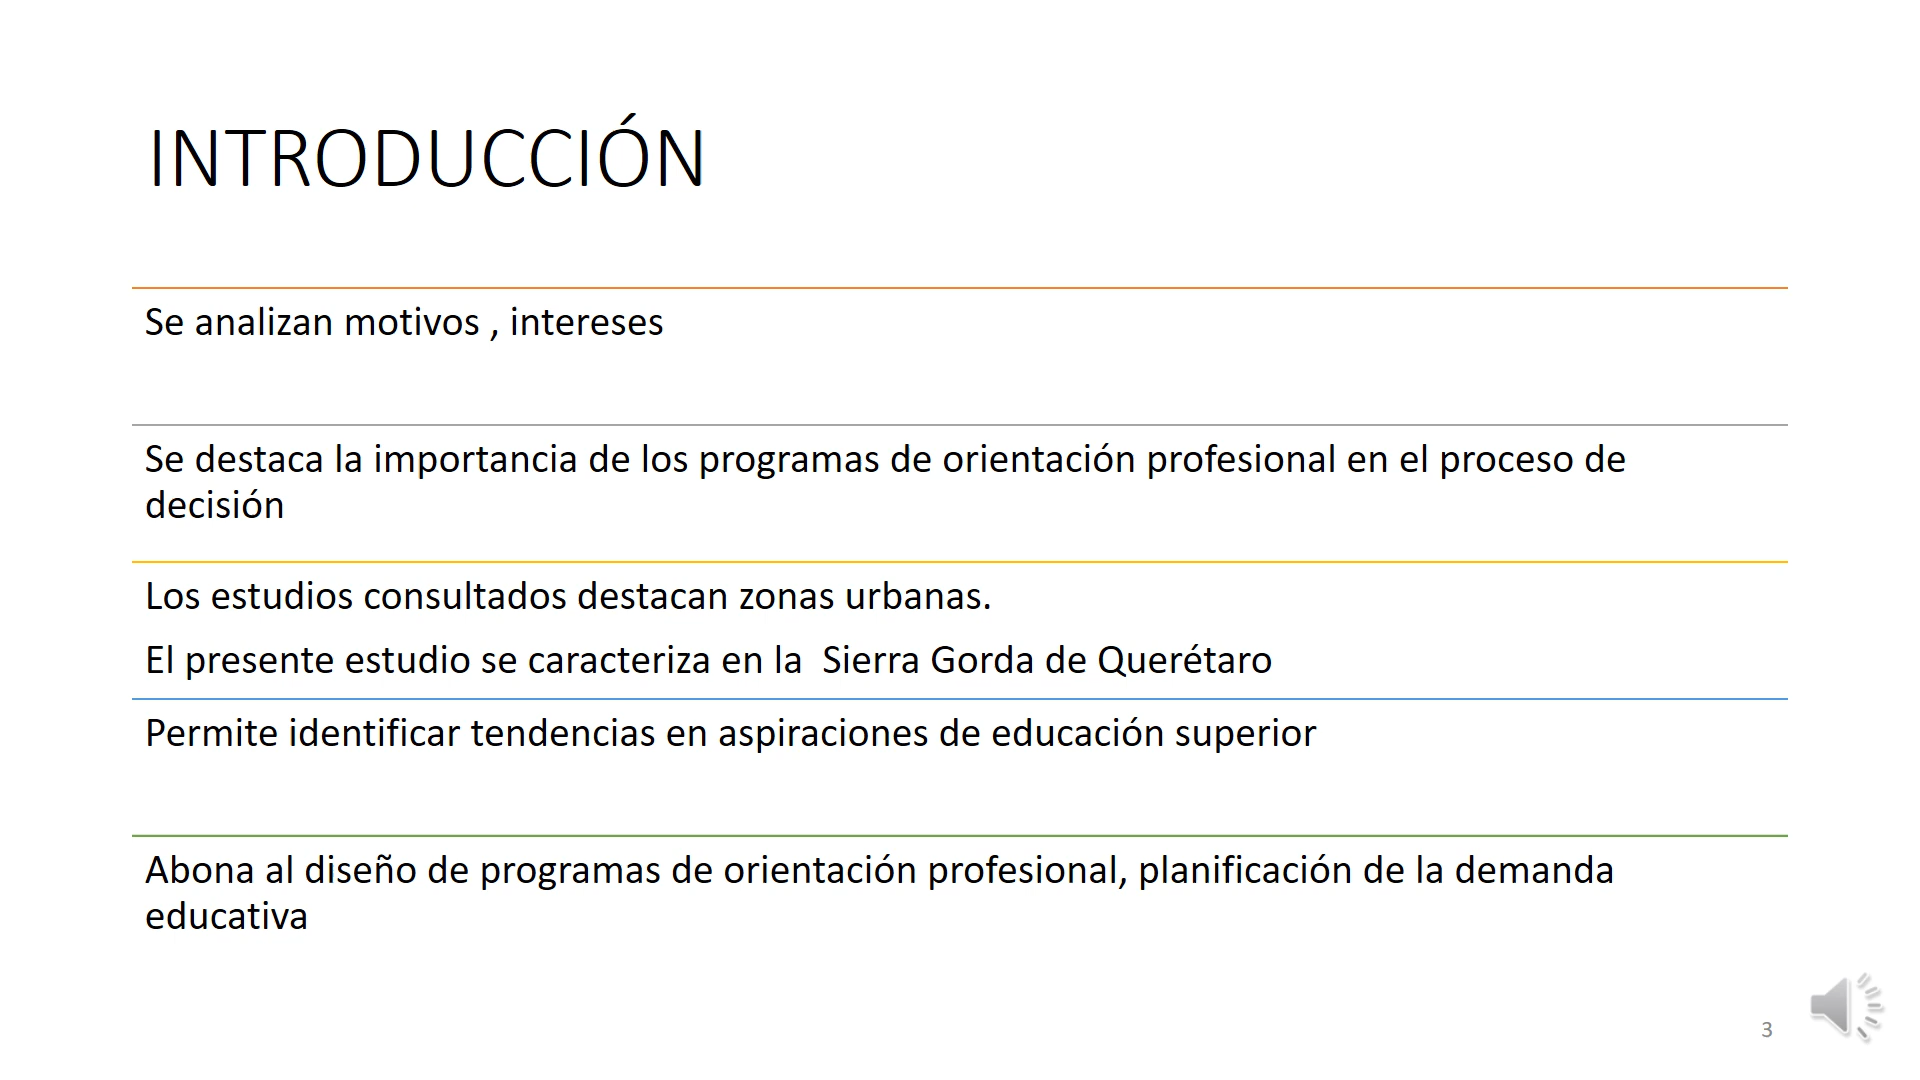 INTRODUCCIÓN
Se analizan motivos , intereses
Se destaca la importancia de los programas de orientación profesional en el proceso de
decisión
Los estudios consultados destacan zonas urbanas.
El presente estudio se caracteriza en la  Sierra Gorda de Querétaro
Permite identificar tendencias en aspiraciones de educación superior
Abona al diseño de programas de orientación profesional, planificación de la demanda
educativa
3